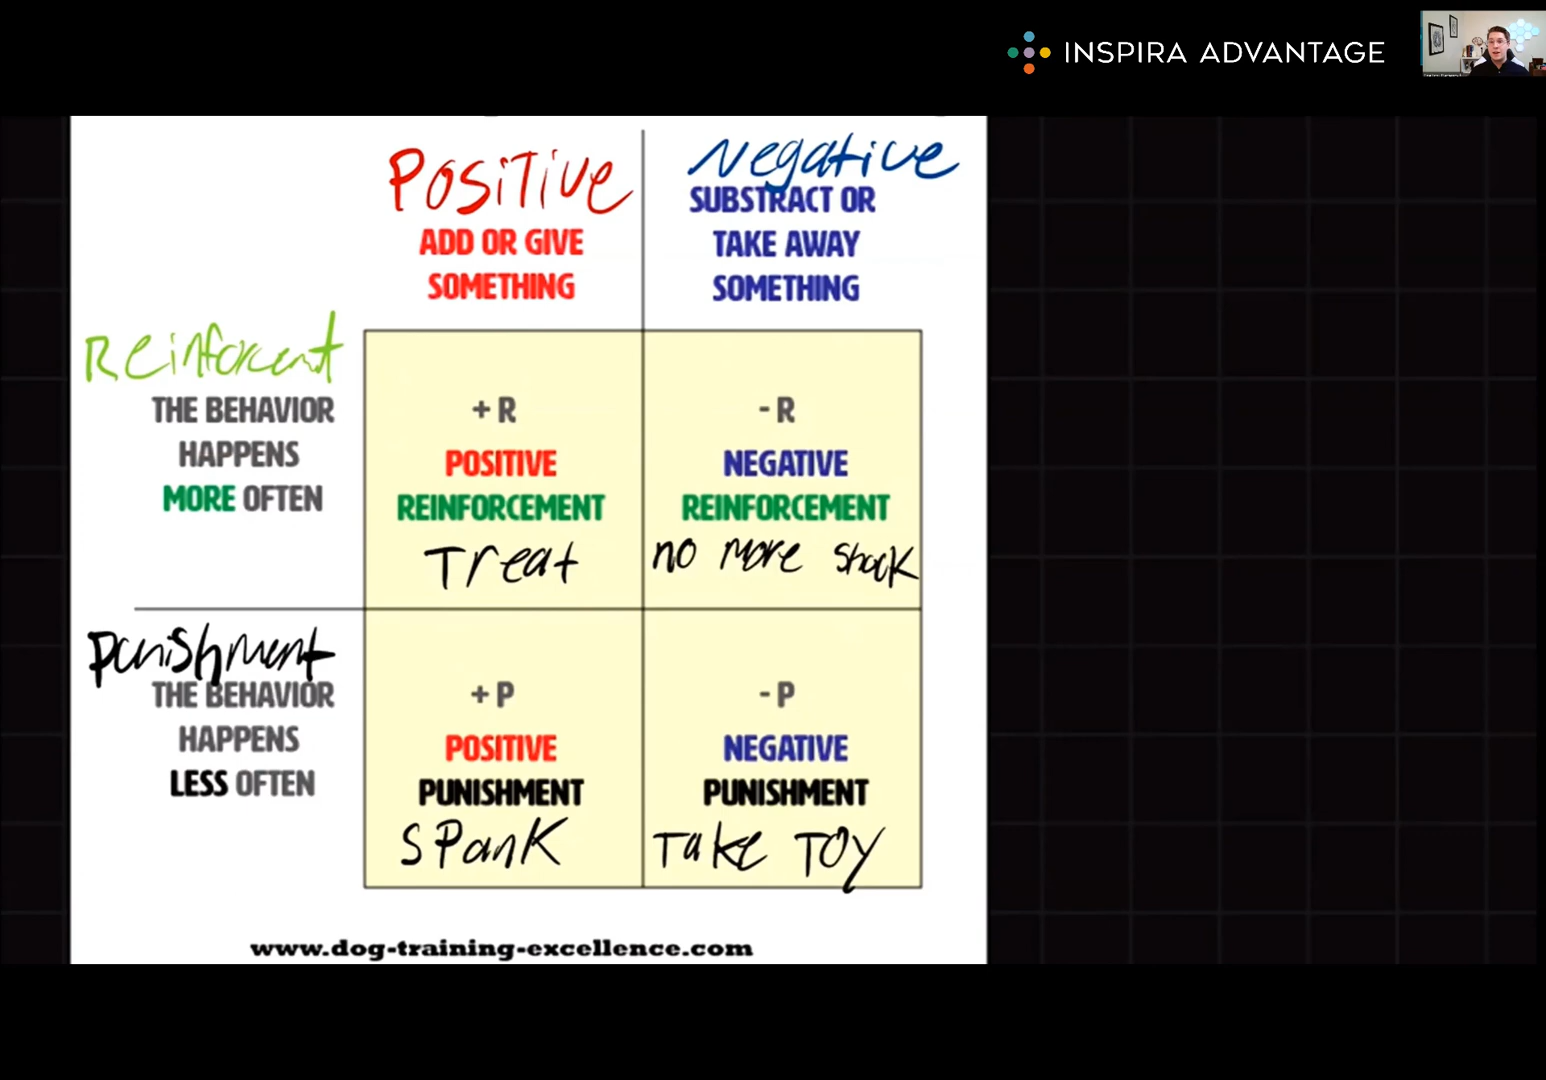 INSPIRA ADVANTAGE
Positive
Negative
ADD OR GIVE
SOMETHING
SUBSTRACT OR
TAKE AWAY
SOMETHING
Reinforcent
THE BEHAVIOR
HAPPENS
MORE OFTEN
+ R
POSITIVE
REINFORCEMENT
Treat
- R
NEGATIVE
REINFORCEMENT
no more shock
Punishment
THE BEHAVIOR
HAPPENS
LESS OFTEN
+ P
POSITIVE
PUNISHMENT
SPank
- P
NEGATIVE
PUNISHMENT
Take Toy
www.dog-training-excellence.com